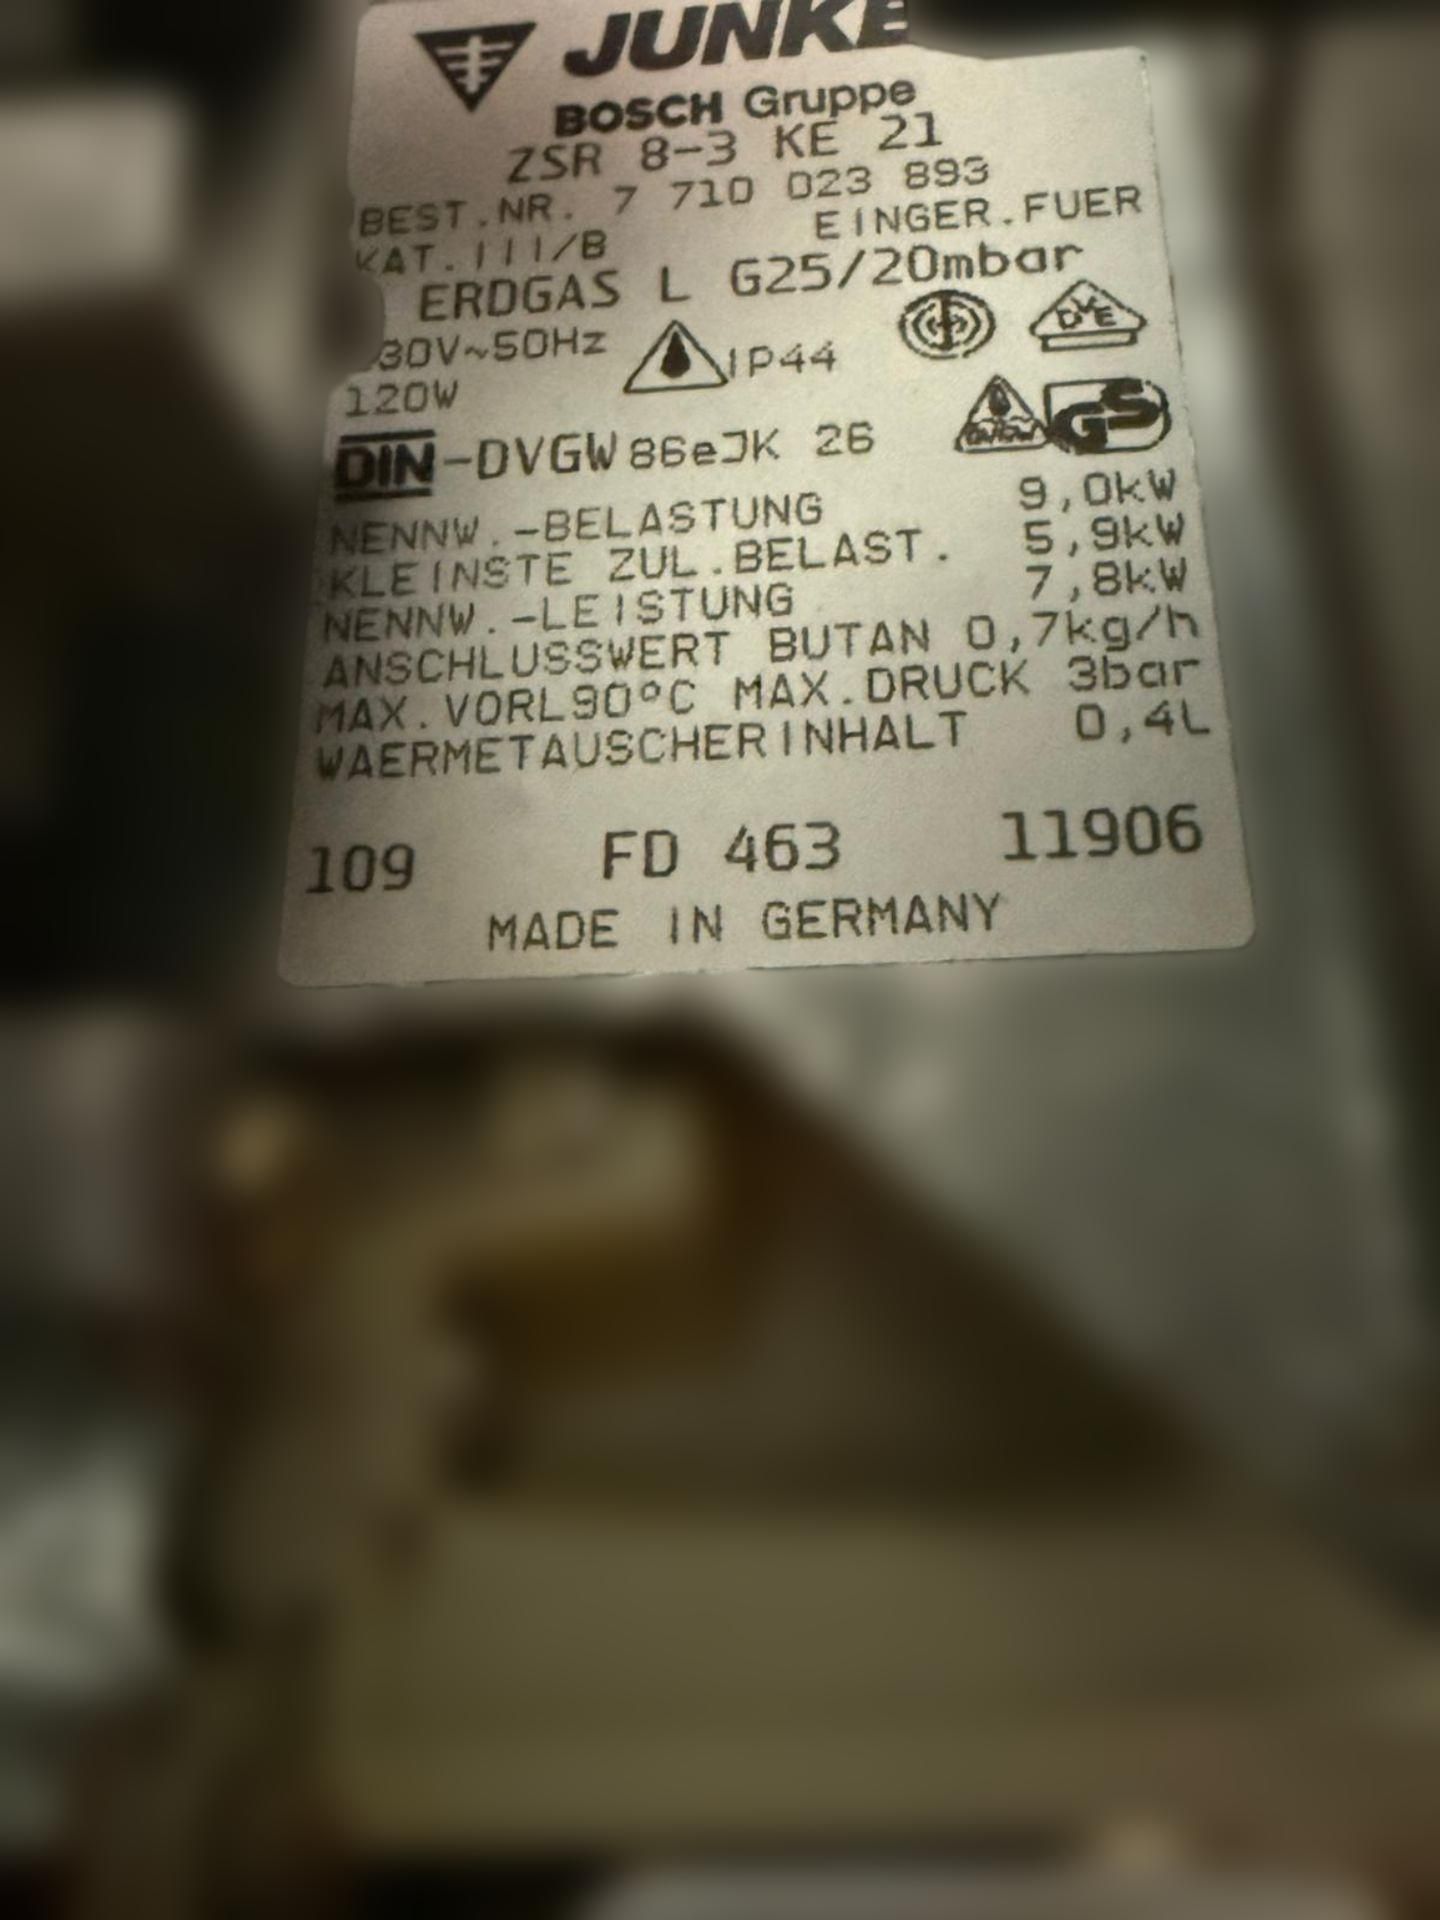 JUNKE
BOSCH Gruppe
ZSR 8-3 KE 21
BEST.NR. 7 710 023 893
KAT.III/B EINGER.FUER
ERDGAS L G25/20mbar
30V~50Hz IP44 DVE
120W
DIN-DVGW 86eJK 26 DVGW GS
NENNW.-BELASTUNG 9,0kW
KLEINSTE ZUL.BELAST. 5,9kW
NENNW.-LEISTUNG 7,8kW
ANSCHLUSSWERT BUTAN 0,7kg/h
MAX.VORL90°C MAX.DRUCK 3bar
WAERMETAUSCHERINHALT 0,4L
109 FD 463 11906
MADE IN GERMANY